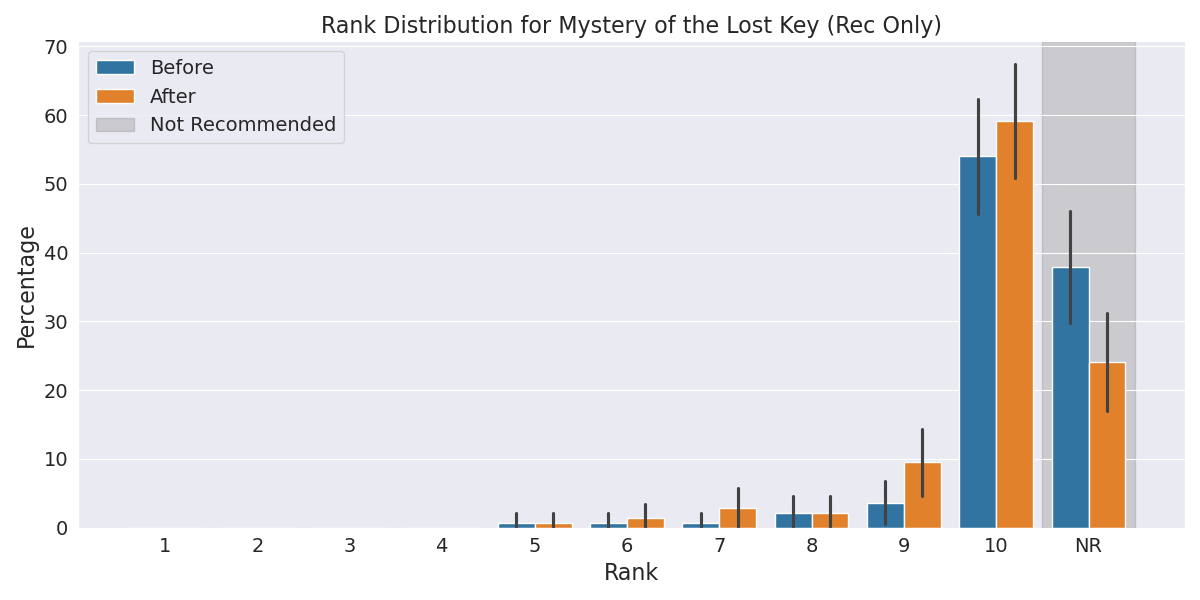 Rank Distribution for Mystery of the Lost Key (Rec Only)
Before
After
Not Recommended
Percentage
70
60
50
40
30
20
10
0
1 2 3 4 5 6 7 8 9 10 NR
Rank